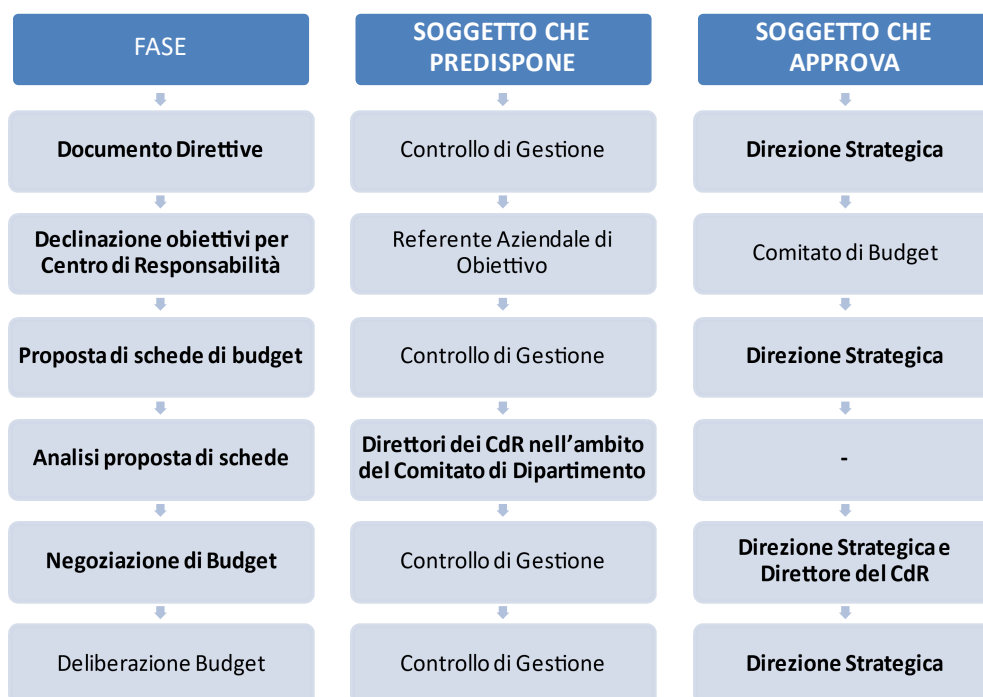 FASE
SOGGETTO CHE
PREDISPONE
SOGGETTO CHE
APPROVA
Documento Direttive
Controllo di Gestione
Direzione Strategica
Declinazione obiettivi per
Centro di Responsabilità
Referente Aziendale di
Obiettivo
Comitato di Budget
Proposta di schede di budget
Controllo di Gestione
Direzione Strategica
Analisi proposta di schede
Direttori dei CdR nell’ambito
del Comitato di Dipartimento
-
Negoziazione di Budget
Controllo di Gestione
Direzione Strategica e
Direttore del CdR
Deliberazione Budget
Controllo di Gestione
Direzione Strategica